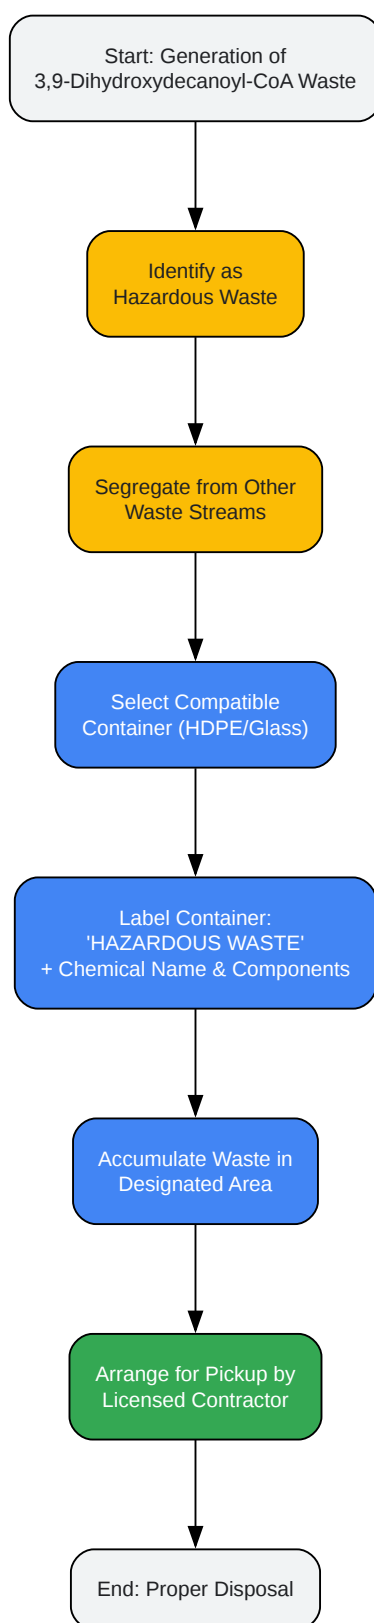 Start: Generation of
3,9-Dihydroxydecanoyl-CoA Waste
Identify as
Hazardous Waste
Segregate from Other
Waste Streams
Select Compatible
Container (HDPE/Glass)
Label Container:
'HAZARDOUS WASTE'
+ Chemical Name & Components
Accumulate Waste in
Designated Area
Arrange for Pickup by
Licensed Contractor
End: Proper Disposal